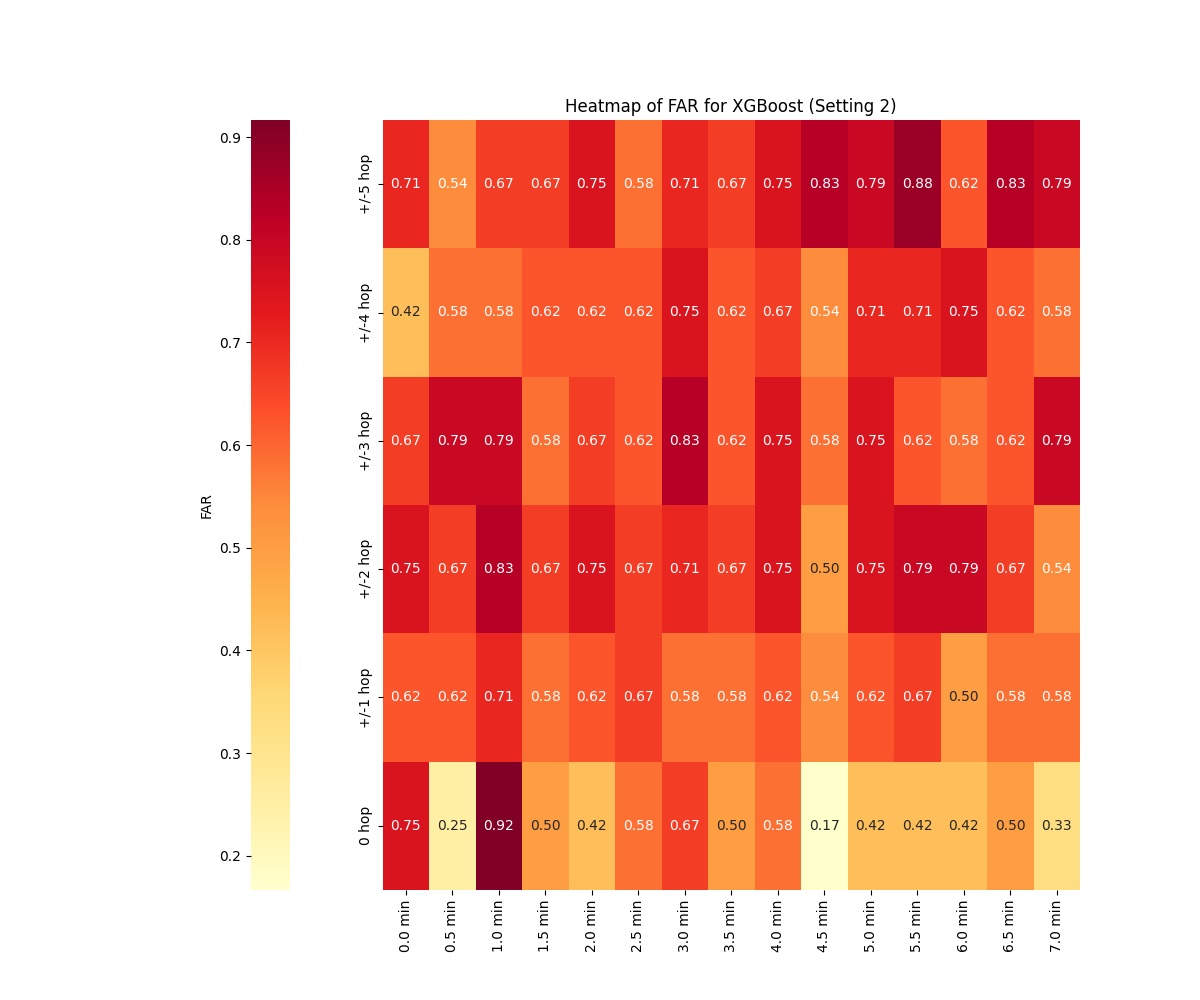 Heatmap of FAR for XGBoost (Setting 2)
0.9
0.8
0.7
0.6
0.5
0.4
0.3
0.2
FAR
+/-5 hop
0.71 0.54 0.67 0.67 0.75 0.58 0.71 0.67 0.75 0.83 0.79 0.88 0.62 0.83 0.79
+/-4 hop
0.42 0.58 0.58 0.62 0.62 0.62 0.75 0.62 0.67 0.54 0.71 0.71 0.75 0.62 0.58
+/-3 hop
0.67 0.79 0.79 0.58 0.67 0.62 0.83 0.62 0.75 0.58 0.75 0.62 0.58 0.62 0.79
+/-2 hop
0.75 0.67 0.83 0.67 0.75 0.67 0.71 0.67 0.75 0.50 0.75 0.79 0.79 0.67 0.54
+/-1 hop
0.62 0.62 0.71 0.58 0.62 0.67 0.58 0.58 0.62 0.54 0.62 0.67 0.50 0.58 0.58
0 hop
0.75 0.25 0.92 0.50 0.42 0.58 0.67 0.50 0.58 0.17 0.42 0.42 0.42 0.50 0.33
0.0 min
0.5 min
1.0 min
1.5 min
2.0 min
2.5 min
3.0 min
3.5 min
4.0 min
4.5 min
5.0 min
5.5 min
6.0 min
6.5 min
7.0 min